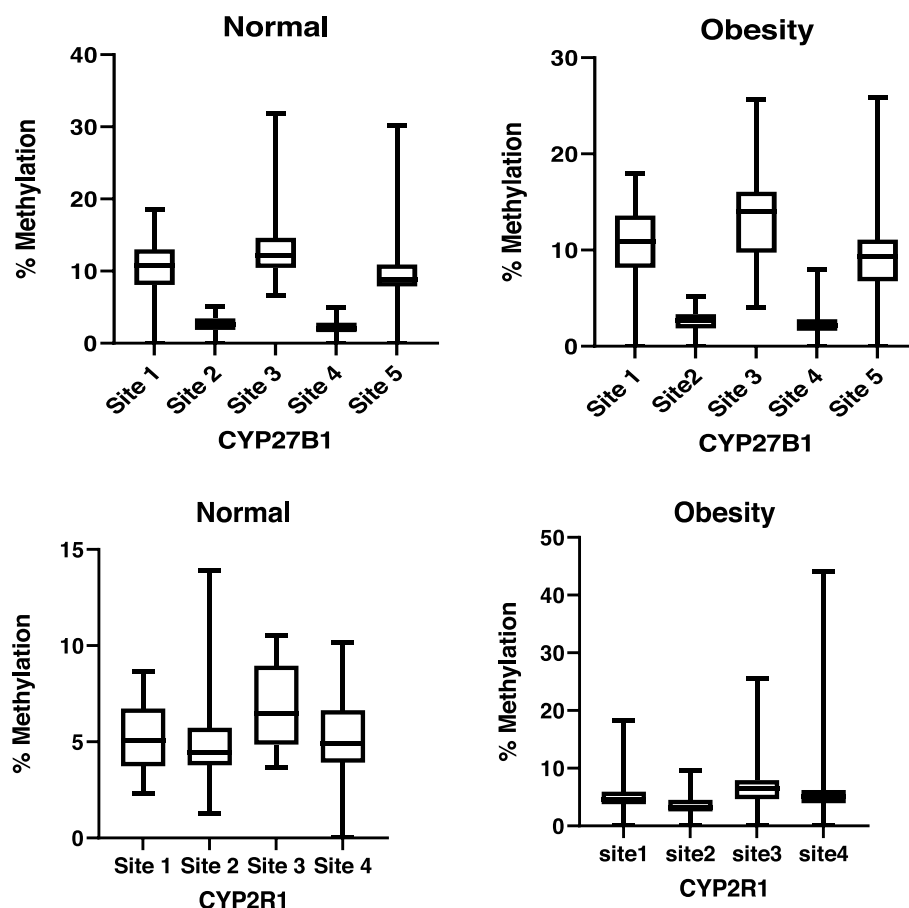 Normal
40
30
20
10
0
% Methylation
Site 1
Site 2
Site 3
Site 4
Site 5
CYP27B1
Obesity
30
20
10
0
% Methylation
Site 1
Site2
Site 3
Site 4
Site 5
CYP27B1
Normal
15
10
5
0
% Methylation
Site 1 Site 2 Site 3 Site 4
CYP2R1
Obesity
50
40
30
20
10
0
% Methylation
site1 site2 site3 site4
CYP2R1